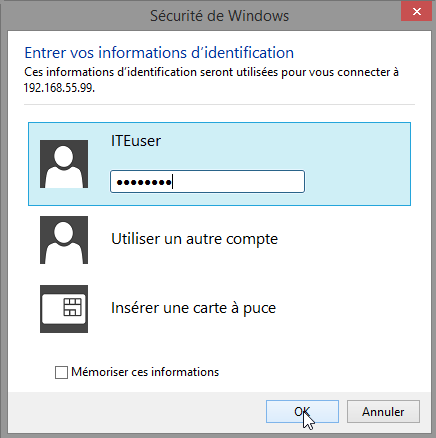 Sécurité de Windows
Entrer vos informations d’identification
Ces informations d'identification seront utilisées pour vous connecter à
192.168.55.99.
ITEuser
••••••••
Utiliser un autre compte
Insérer une carte à puce
Mémoriser ces informations
OK
Annuler